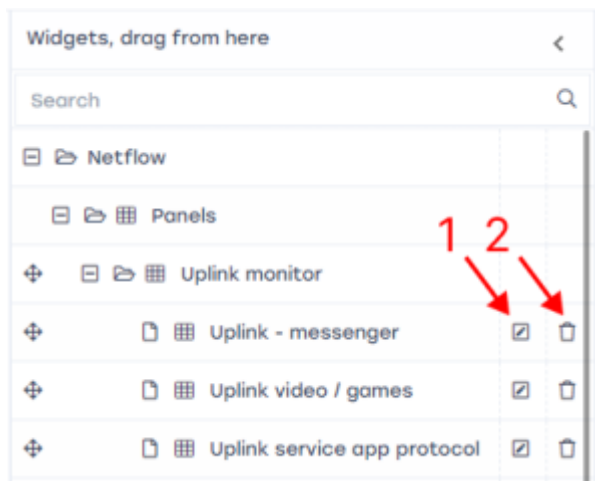 Widgets, drag from here
Search
Netflow
Panels
1 2
Uplink monitor
Uplink - messenger
Uplink video / games
Uplink service app protocol